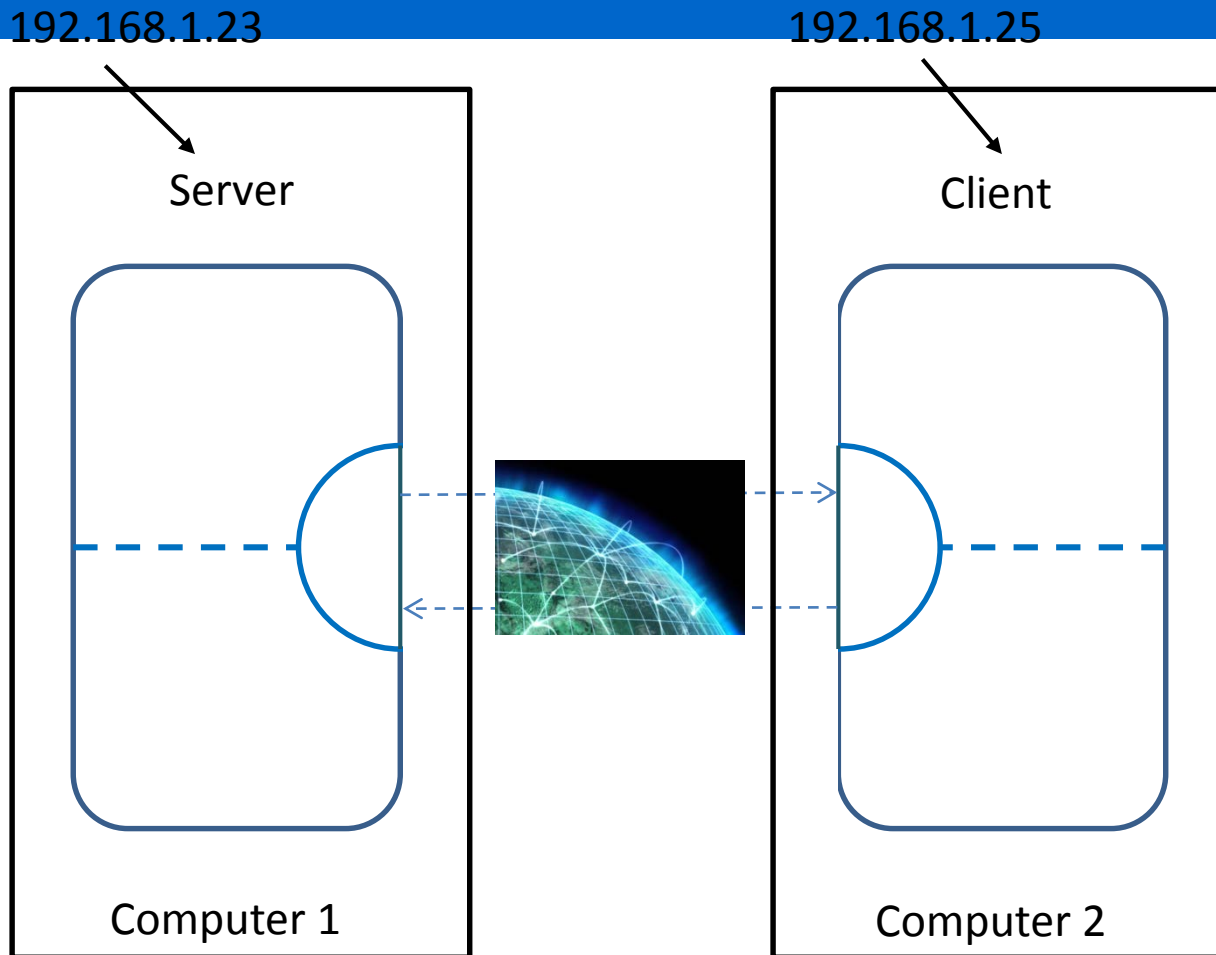 192.168.1.23
192.168.1.25
Server
Client
Computer 1
Computer 2